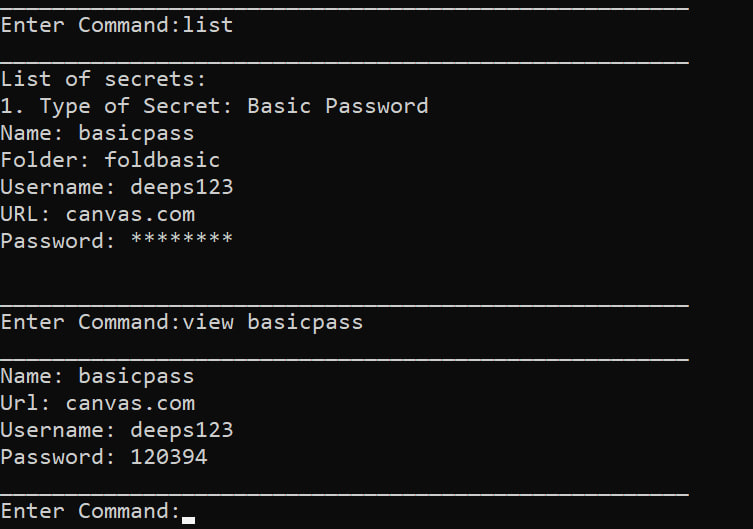 Enter Command:list
List of secrets:
1. Type of Secret: Basic Password
Name: basicpass
Folder: foldbasic
Username: deeps123
URL: canvas.com
Password: ********
Enter Command:view basicpass
Name: basicpass
Url: canvas.com
Username: deeps123
Password: 120394
Enter Command: